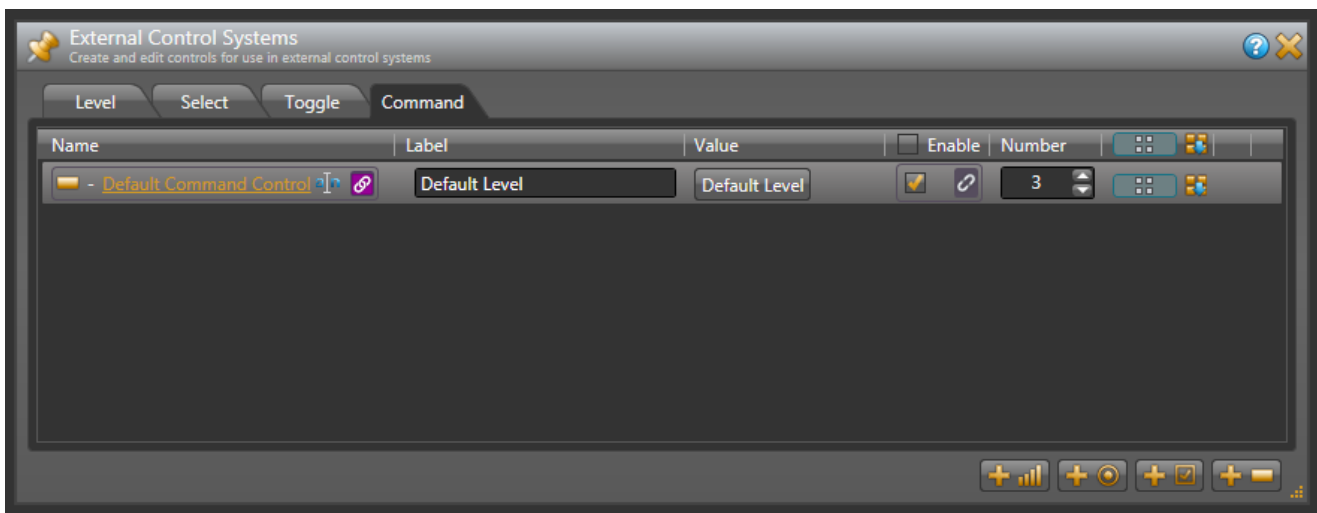 External Control Systems
Create and edit controls for use in external control systems
Level Select Toggle Command
Name Label Value Enable Number
- Default Command Control Default Level Default Level 3